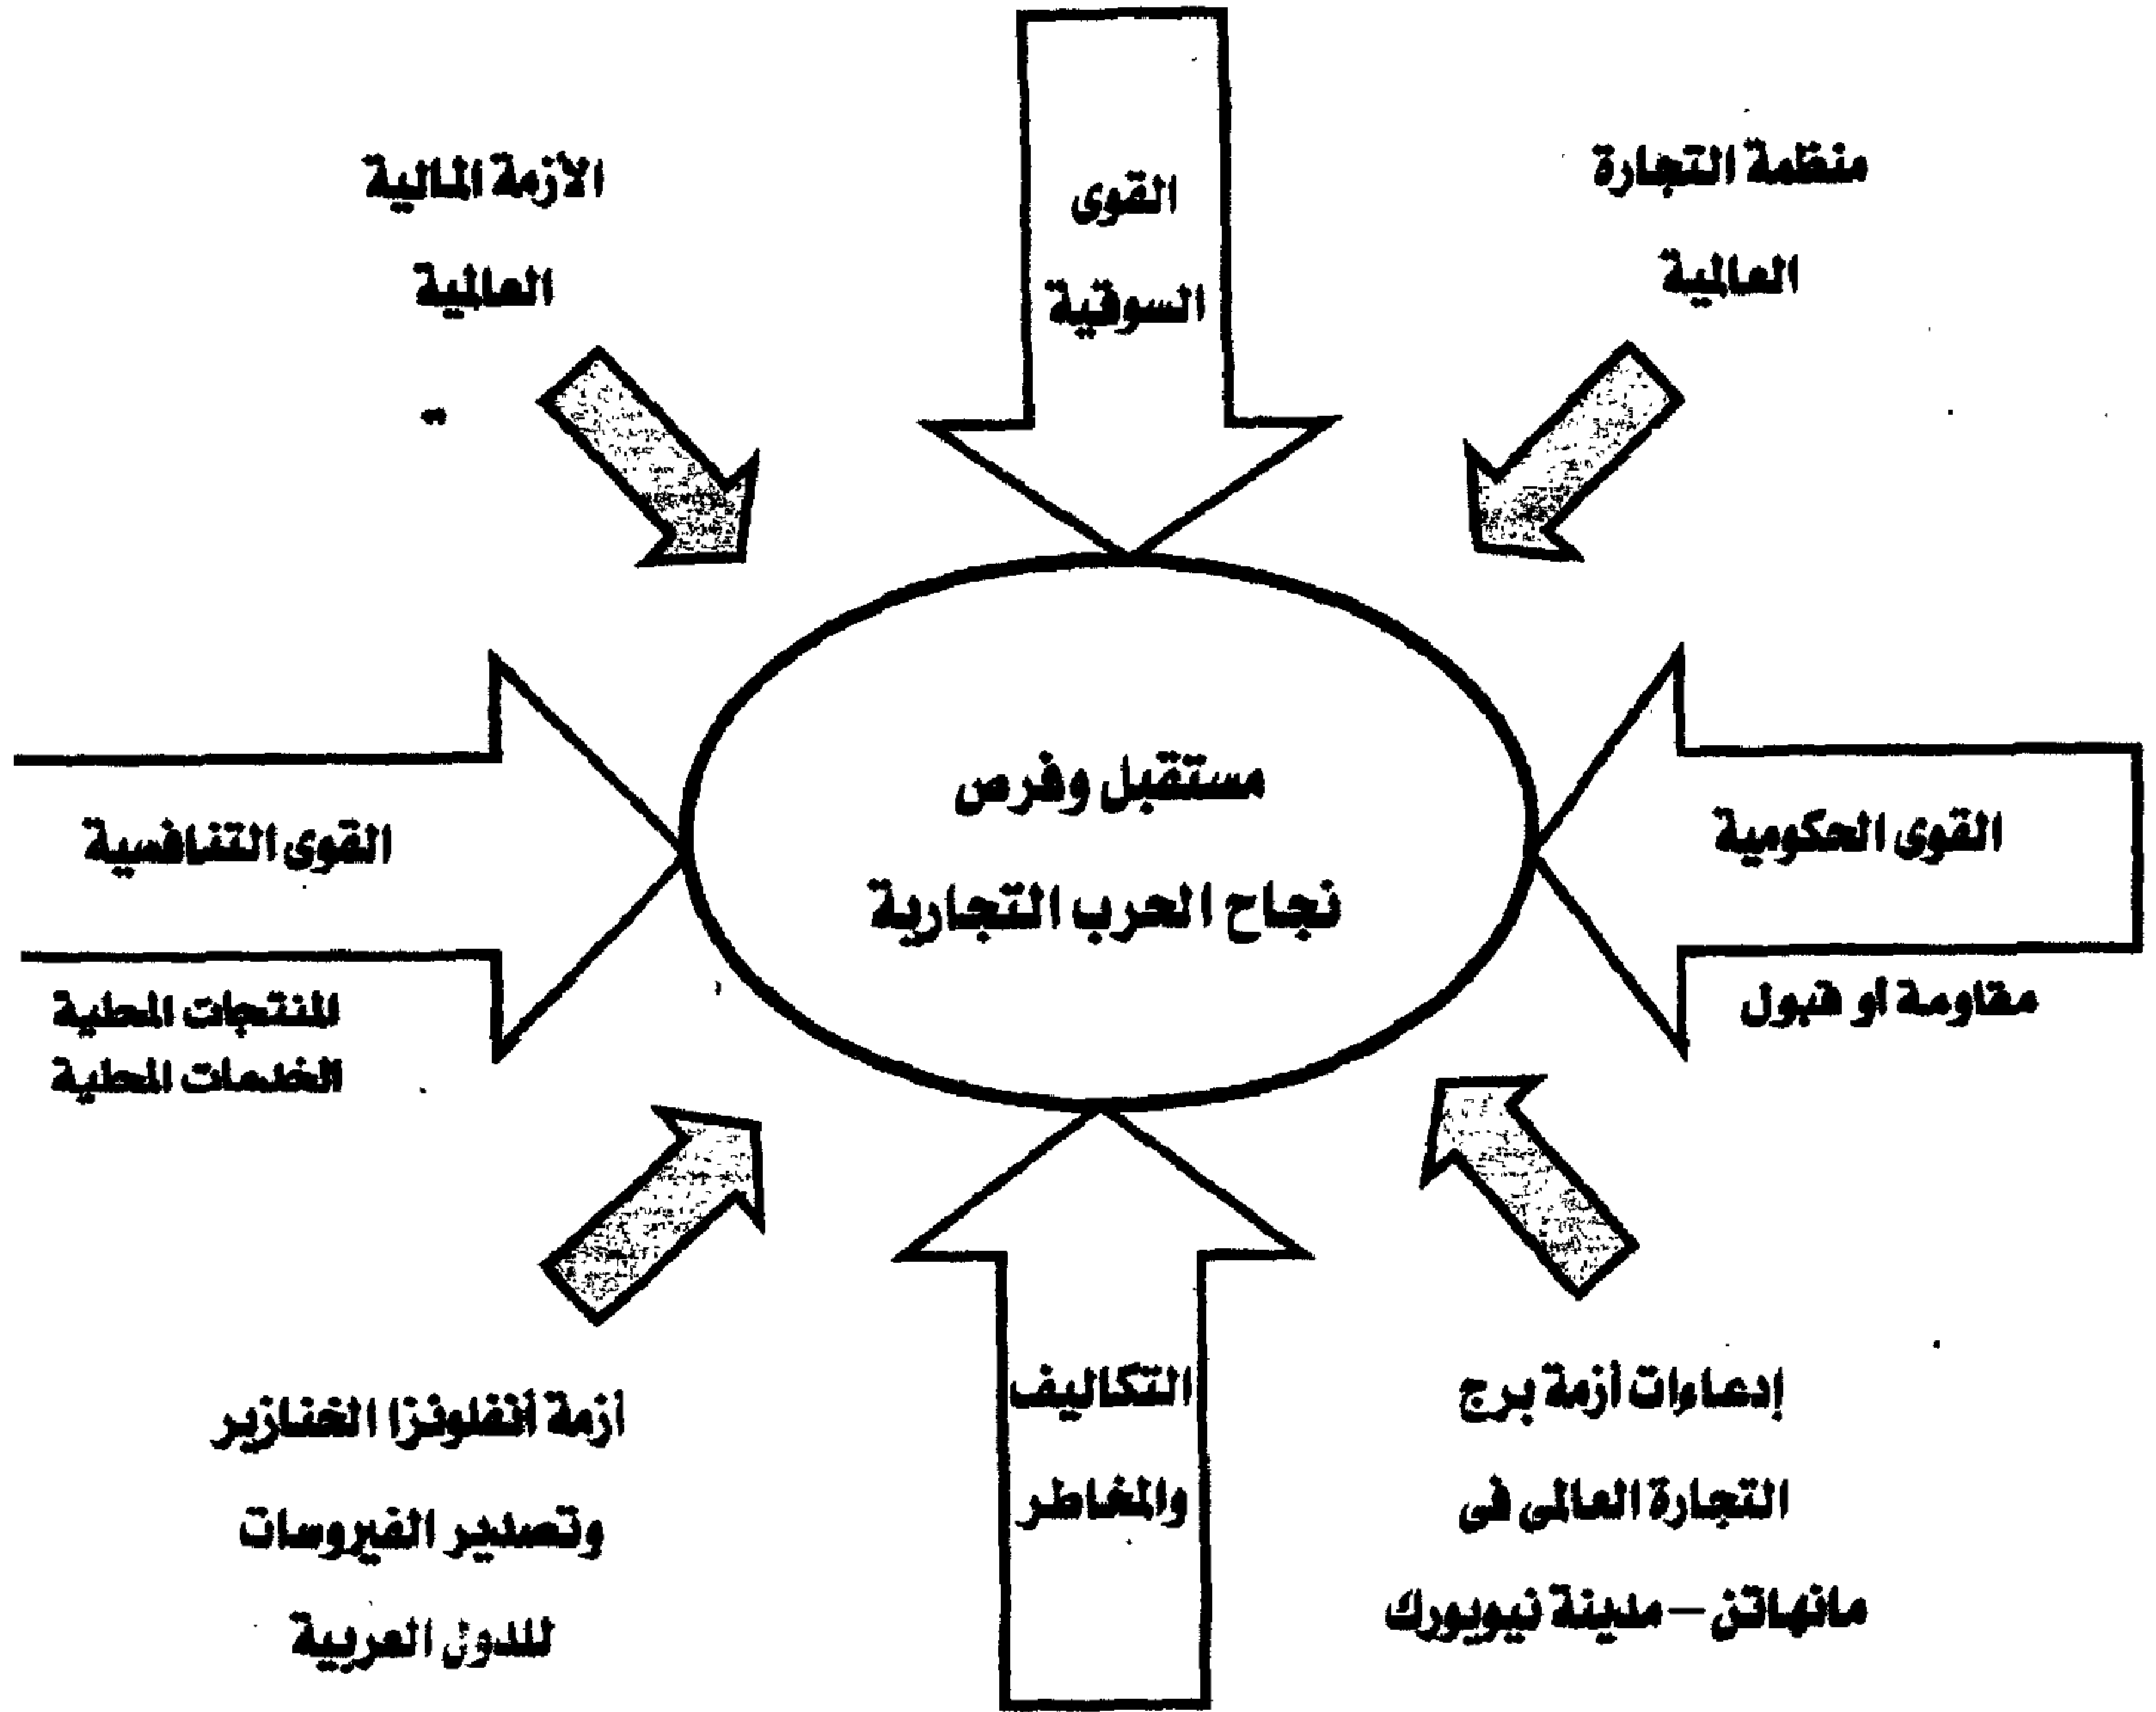 القوى
السوقية
منظمة التجارة
العالمية
الأزمة المالية
العالمية
مستقبل وفرص
نجاح الحرب التجارية
القوى الحكومية
مقاومة أو قبول
القوى التنافسية
للمنتجات المحلية
الخدمات المحلية
التكاليف
والمخاطر
إدعاءات أزمة برج
التجارة العالمى فى
مانهاتن – مدينة نيويورك
أزمة أنفلونزا الخنازير
وتصدير الفيروسات
للدول العربية